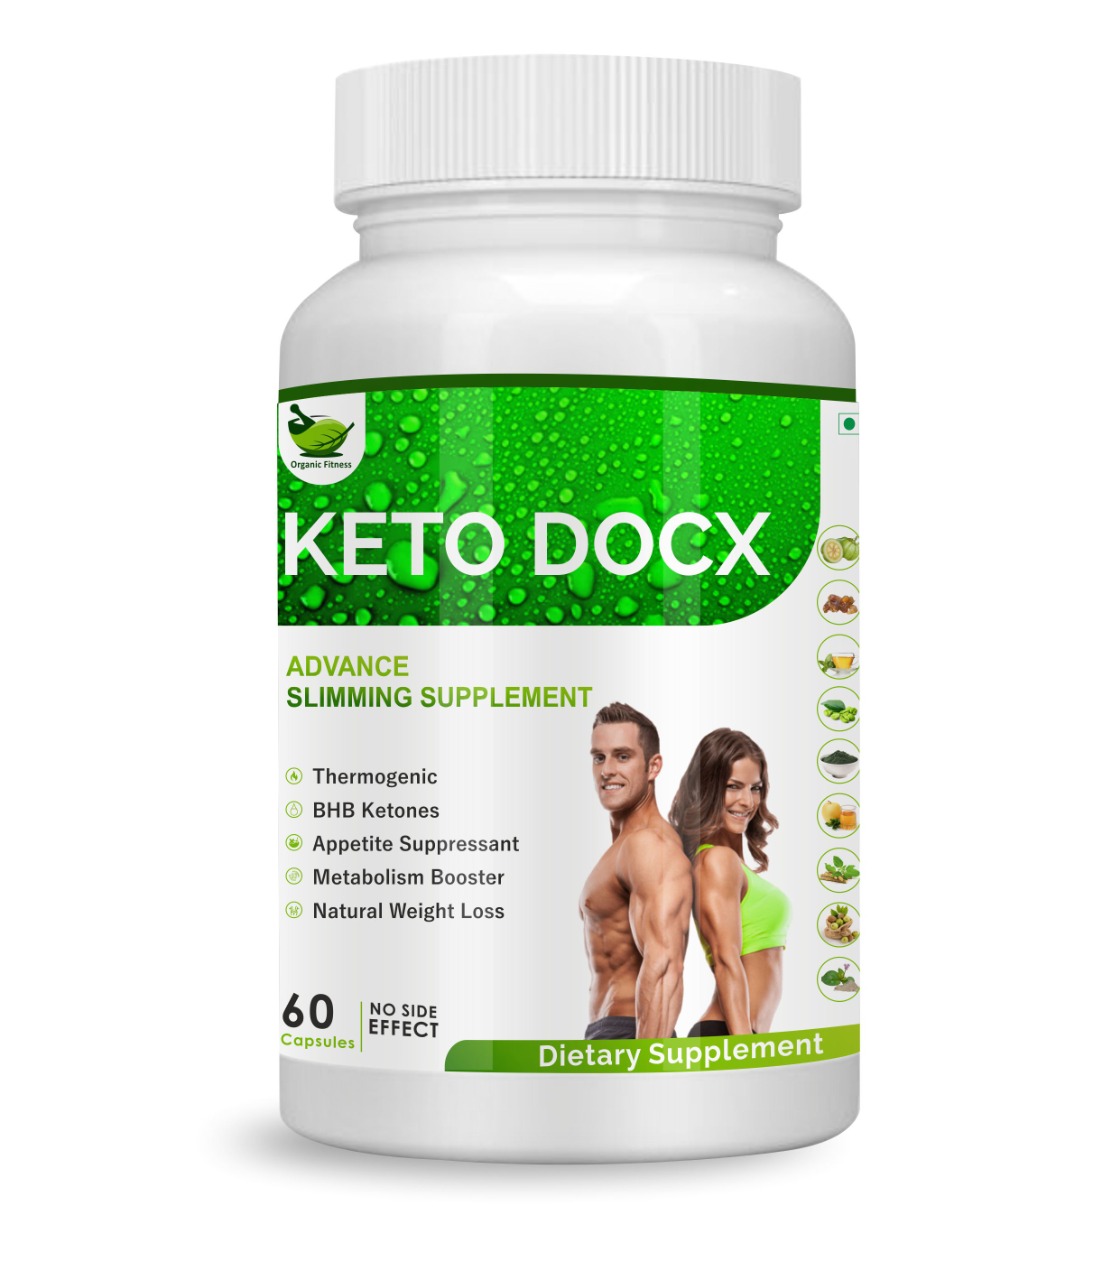 Organic Fitness
KETO DOCX
ADVANCE
SLIMMING SUPPLEMENT
Thermogenic
BHB Ketones
Appetite Suppressant
Metabolism Booster
Natural Weight Loss
60
Capsules
NO SIDE
EFFECT
Dietary Supplement